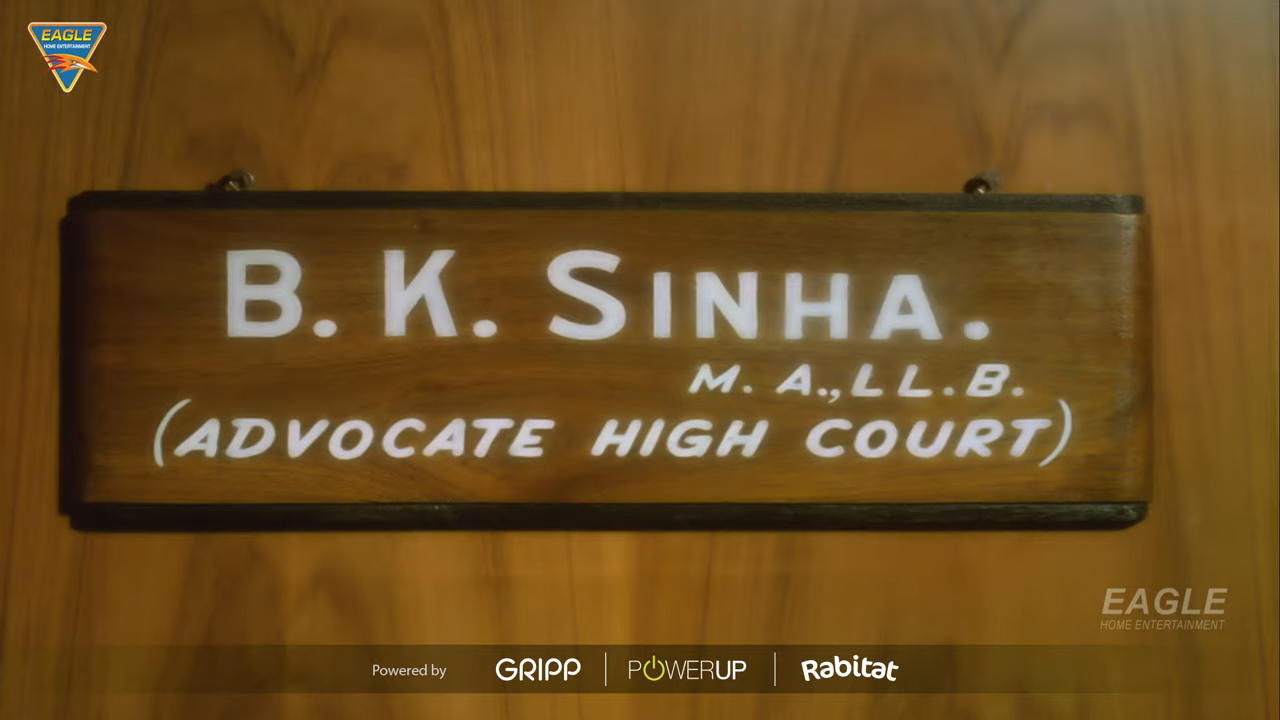 EAGLE
HOME ENTERTAINMENT
B. K. SINHA.
M. A., LL.B.
(ADVOCATE HIGH COURT)
EAGLE
HOME ENTERTAINMENT
Powered by GRIPP | POWERUP | Rabitat